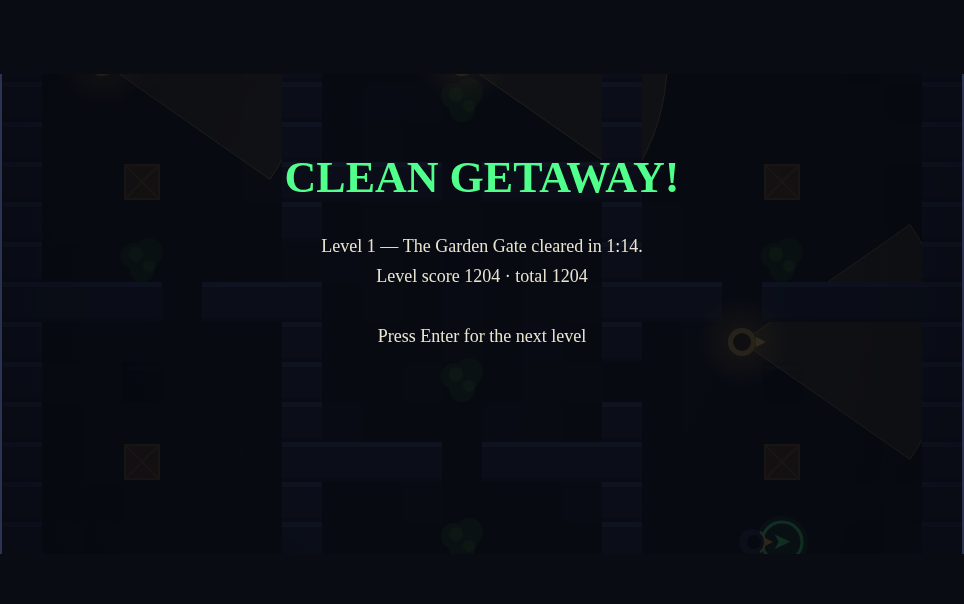 CLEAN GETAWAY!
Level 1 — The Garden Gate cleared in 1:14.
Level score 1204 · total 1204
Press Enter for the next level